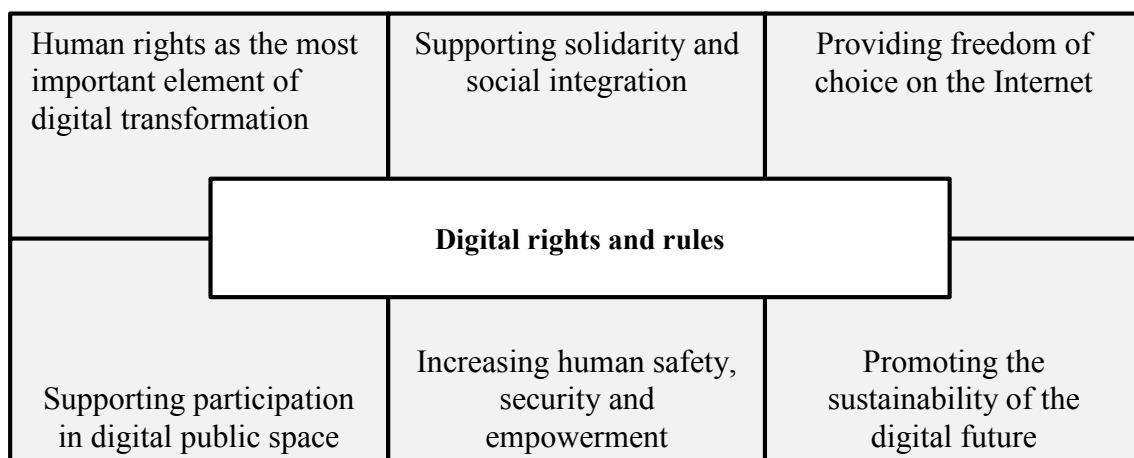 Human rights as the most
important element of
digital transformation
Supporting solidarity and
social integration
Providing freedom of
choice on the Internet
Digital rights and rules
Supporting participation
in digital public space
Increasing human safety,
security and
empowerment
Promoting the
sustainability of the
digital future